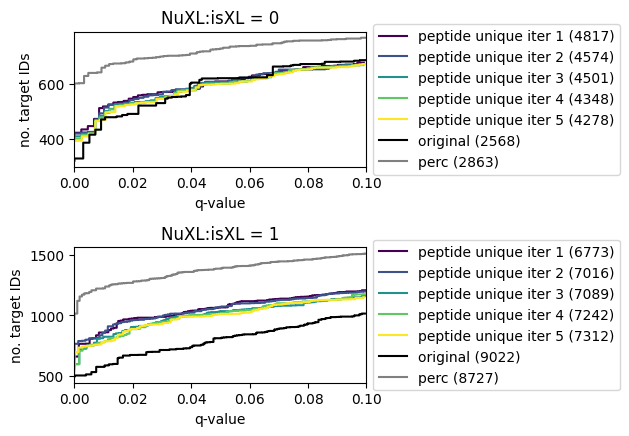 NuXL:isXL = 0
no. target IDs
600
400
0.00 0.02 0.04 0.06 0.08 0.10
q-value
peptide unique iter 1 (4817)
peptide unique iter 2 (4574)
peptide unique iter 3 (4501)
peptide unique iter 4 (4348)
peptide unique iter 5 (4278)
original (2568)
perc (2863)
NuXL:isXL = 1
no. target IDs
1500
1000
500
0.00 0.02 0.04 0.06 0.08 0.10
q-value
peptide unique iter 1 (6773)
peptide unique iter 2 (7016)
peptide unique iter 3 (7089)
peptide unique iter 4 (7242)
peptide unique iter 5 (7312)
original (9022)
perc (8727)